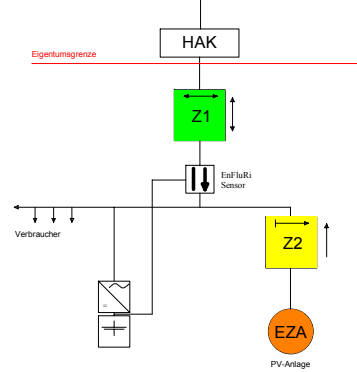 HAK
Eigentumsgrenze
Z1
EnFluRi
Sensor
Verbraucher
Z2
EZA
PV-Anlage